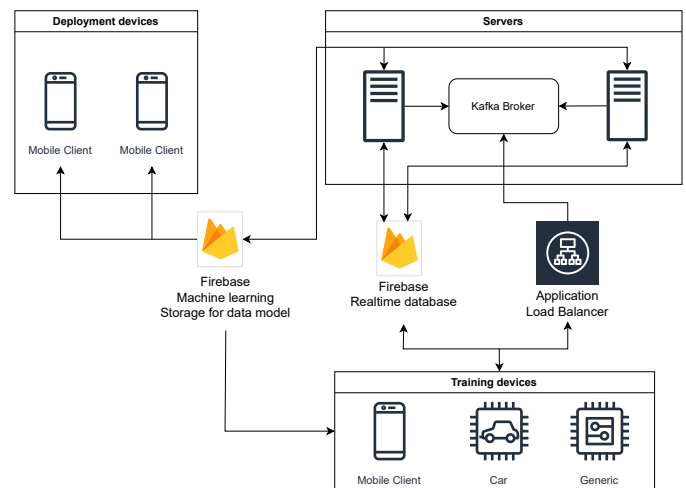 Deployment devices
Servers
Kafka Broker
Mobile Client
Mobile Client
Firebase
Machine learning
Storage for data model
Firebase
Realtime database
Application
Load Balancer
Training devices
Mobile Client
Car
Generic